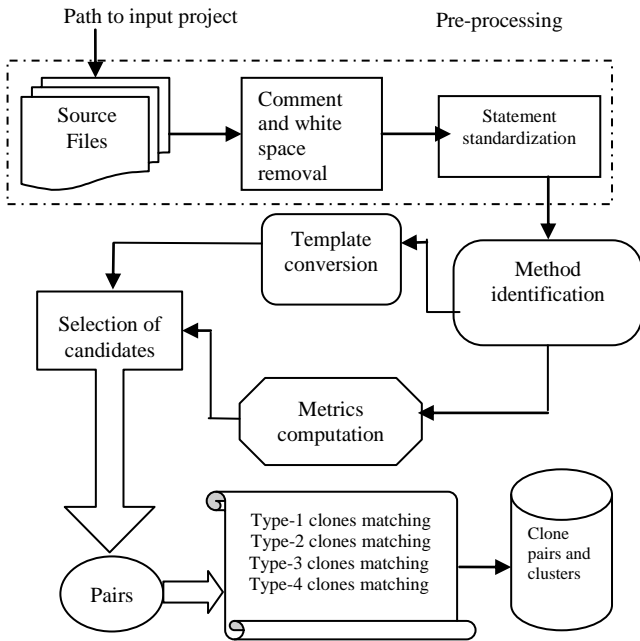 Path to input project
Pre-processing
Source
Files
Comment
and white
space
removal
Statement
standardization
Template
conversion
Method
identification
Selection of
candidates
Metrics
computation
Type-1 clones matching
Type-2 clones matching
Type-3 clones matching
Type-4 clones matching
Clone
pairs and
clusters
Pairs